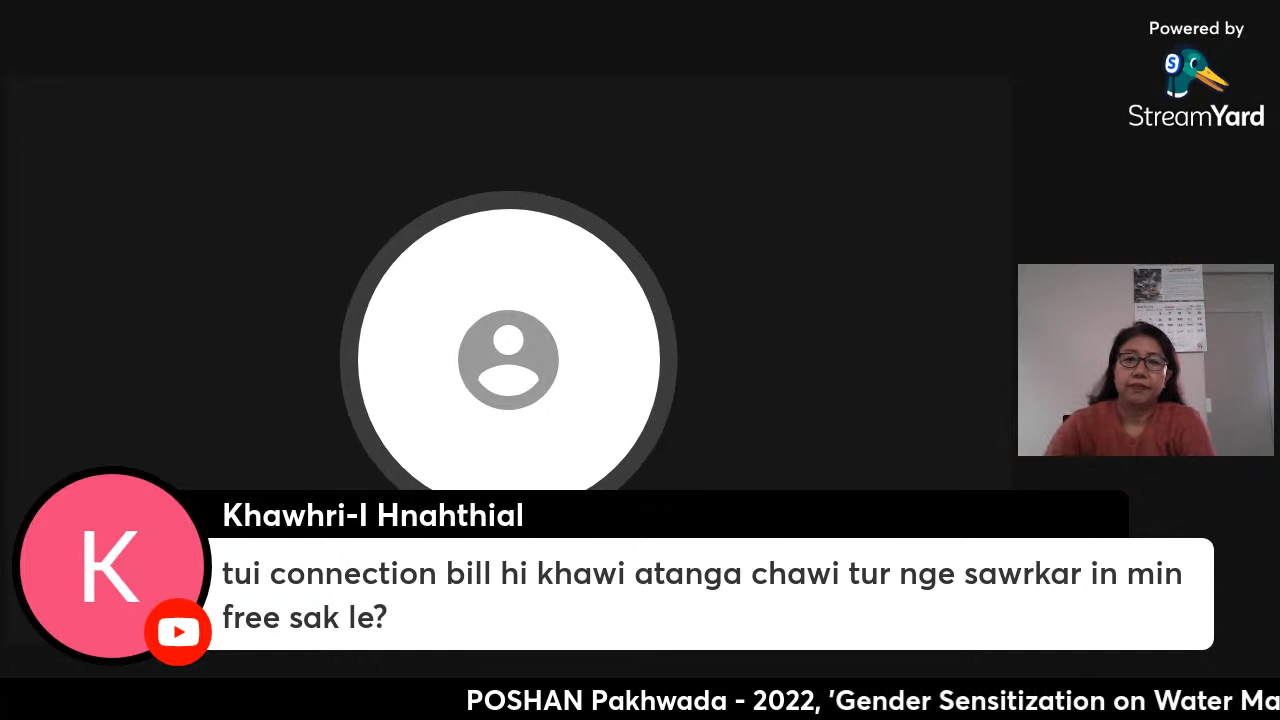 Powered by
S
StreamYard
Khawhri-I Hnahthial
K
tui connection bill hi khawi atanga chawi tur nge sawrkar in min
free sak le?
POSHAN Pakhwada - 2022, 'Gender Sensitization on Water Ma